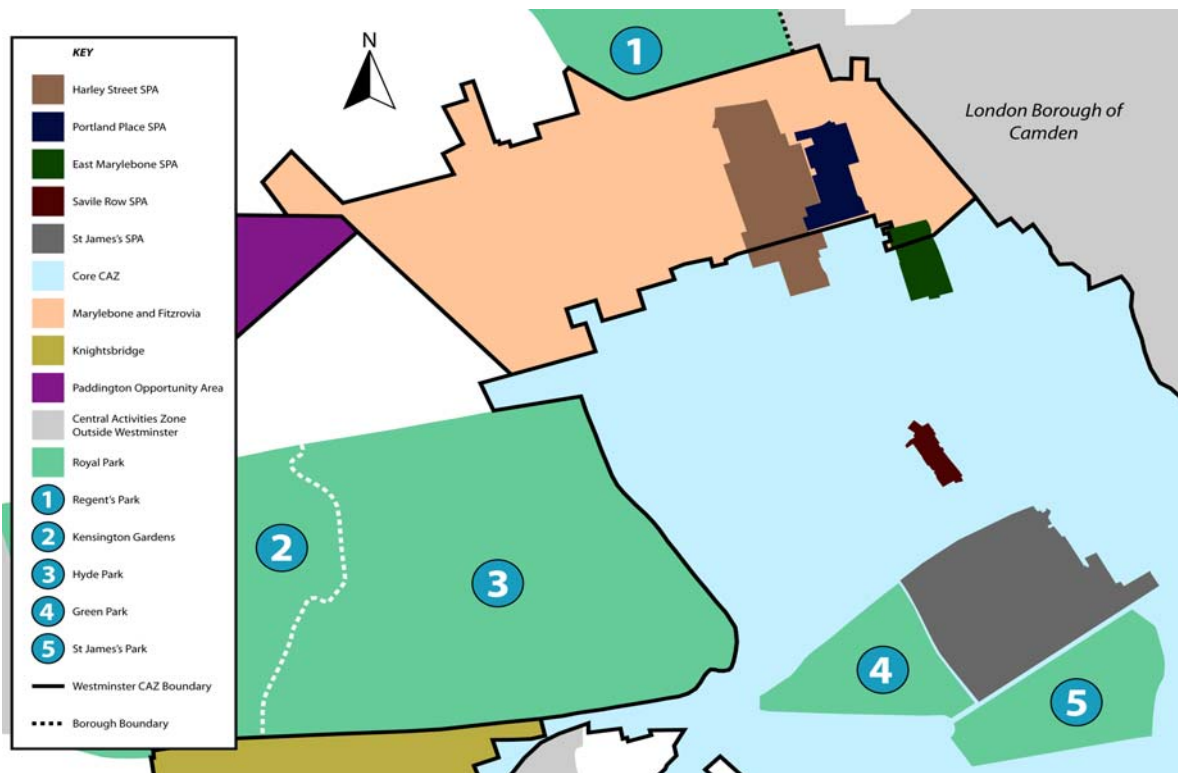 KEY
Harley Street SPA
Portland Place SPA
East Marylebone SPA
Savile Row SPA
St James's SPA
Core CAZ
Marylebone and Fitzrovia
Knightsbridge
Paddington Opportunity Area
Central Activities Zone
Outside Westminster
Royal Park
1 Regent's Park
2 Kensington Gardens
3 Hyde Park
4 Green Park
5 St James's Park
Westminster CAZ Boundary
Borough Boundary
N
1
London Borough of
Camden
2
3
4
5